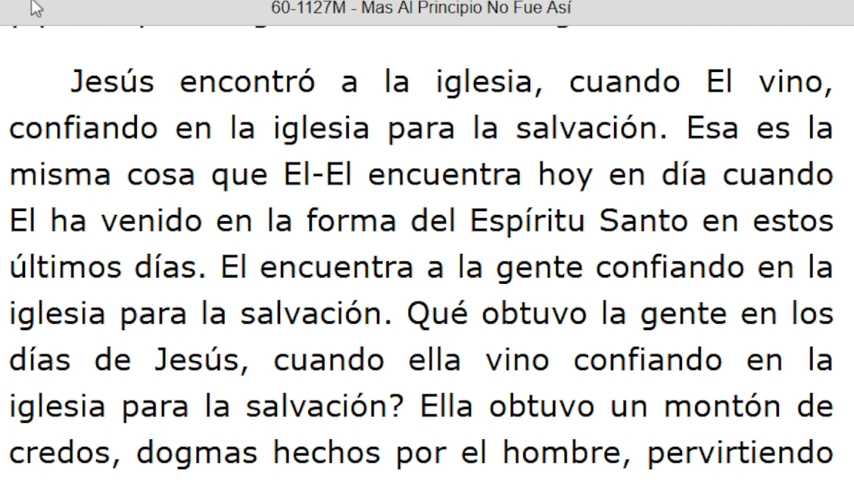 60-1127M - Mas Al Principio No Fue Así
Jesús encontró a la iglesia, cuando El vino,
confiando en la iglesia para la salvación. Esa es la
misma cosa que El-El encuentra hoy en día cuando
El ha venido en la forma del Espíritu Santo en estos
últimos días. El encuentra a la gente confiando en la
iglesia para la salvación. Qué obtuvo la gente en los
días de Jesús, cuando ella vino confiando en la
iglesia para la salvación? Ella obtuvo un montón de
credos, dogmas hechos por el hombre, pervirtiendo